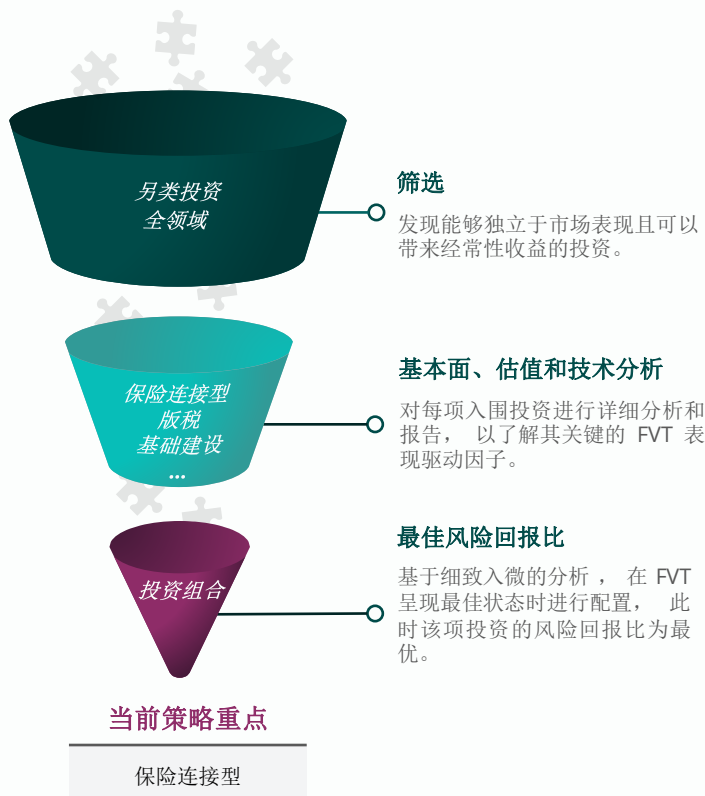 另类投资
全领域
筛选
发现能够独立于市场表现且可以
带来经常性收益的投资。
保险连接型
版税
基础建设
...
基本面、估值和技术分析
对每项入围投资进行详细分析和
报告， 以了解其关键的 FVT 表
现驱动因子。
投资组合
最佳风险回报比
基于细致入微的分析 ， 在 FVT
呈现最佳状态时进行配置， 此
时该项投资的风险回报比为最
优。
当前策略重点
保险连接型